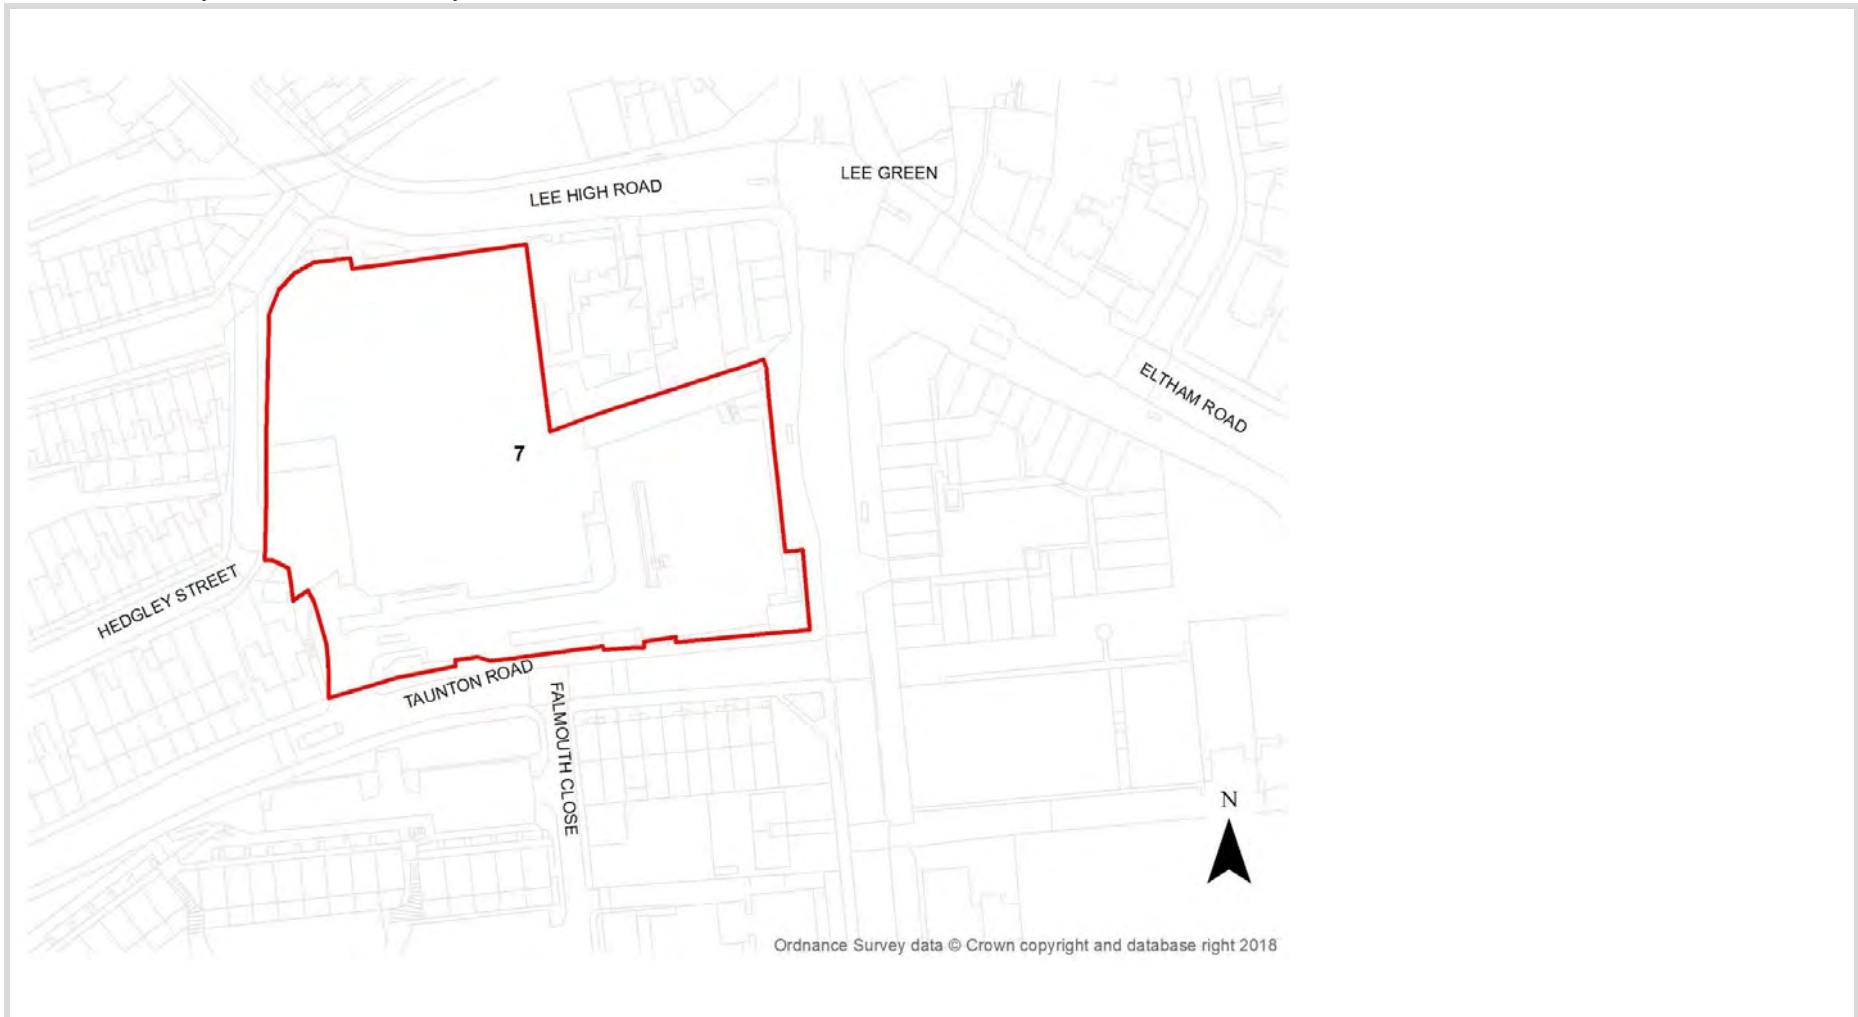 LEE GREEN
LEE HIGH ROAD
ELTHAM ROAD
7
HEDGLEY STREET
TAUNTON ROAD
FALMOUTH CLOSE
N
Ordnance Survey data © Crown copyright and database right 2018